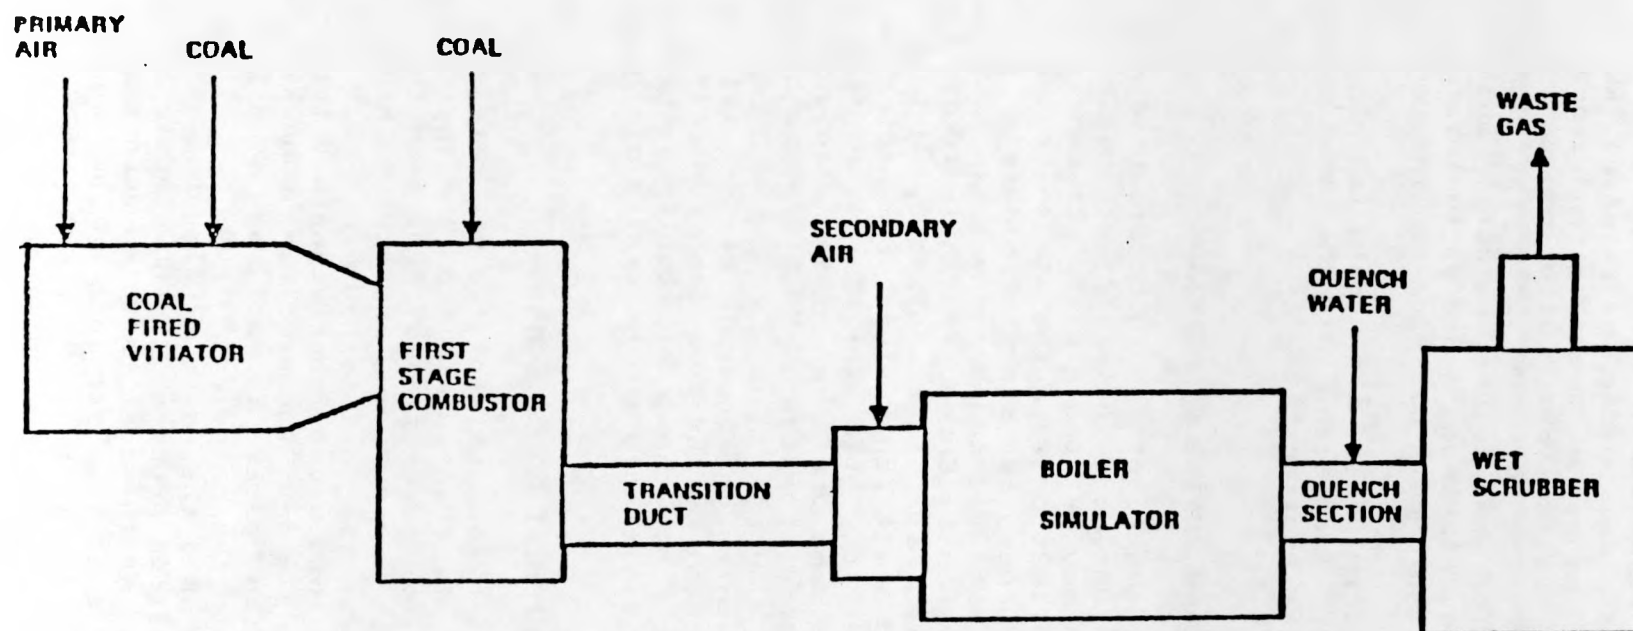 PRIMARY
AIR
COAL
COAL
WASTE
GAS
SECONDARY
AIR
QUENCH
WATER
COAL
FIRED
VITIATOR
FIRST
STAGE
COMBUSTOR
TRANSITION
DUCT
BOILER
SIMULATOR
QUENCH
SECTION
WET
SCRUBBER